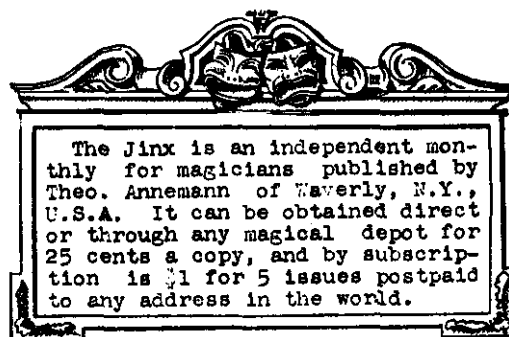 The Jinx is an independent mon-
thly for magicians published by
Theo. Annemann of Waverly, N.Y.,
U.S.A. It can be obtained direct
or through any magical depot for
25 cents a copy, and by subscrip-
tion is $1 for 5 issues postpaid
to any address in the world.